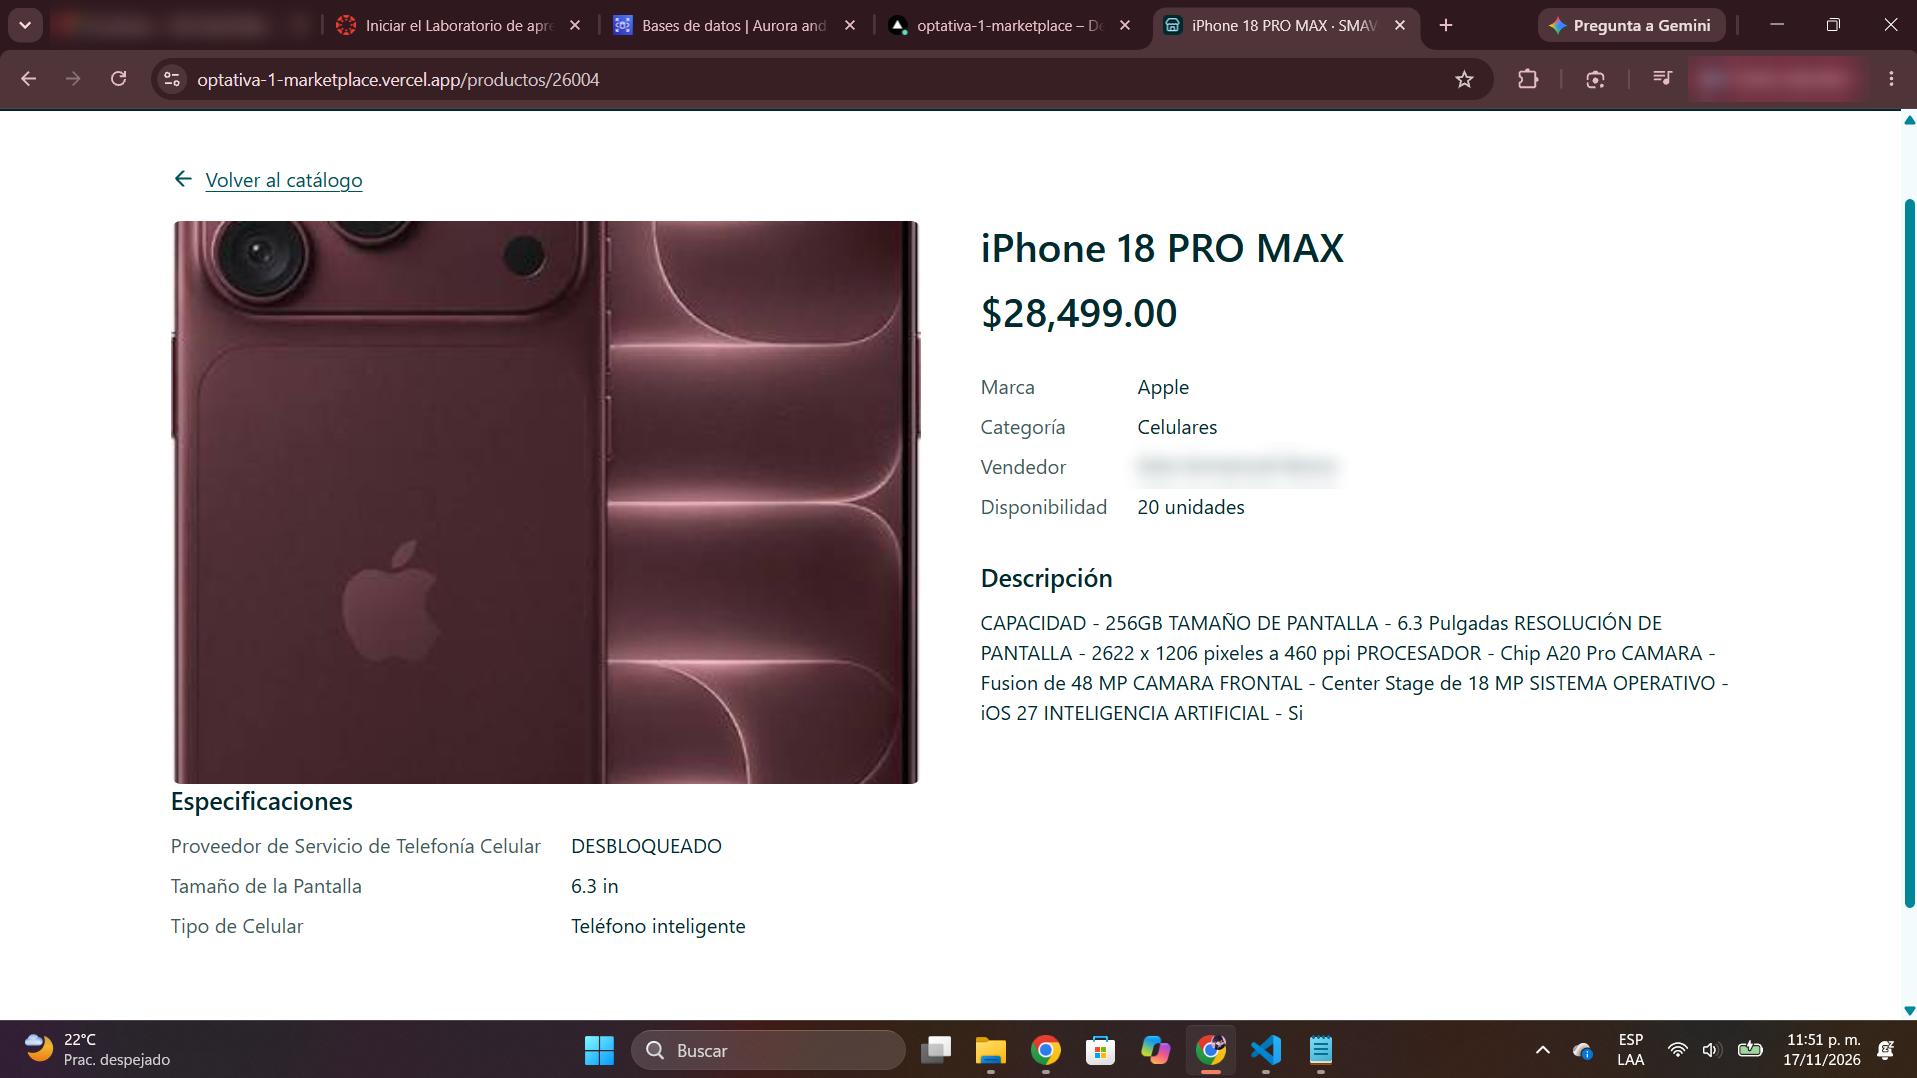 Iniciar el Laboratorio de apre
Bases de datos | Aurora and
optativa-1-marketplace – De
iPhone 18 PRO MAX · SMAV
Pregunta a Gemini
optativa-1-marketplace.vercel.app/productos/26004
Volver al catálogo
iPhone 18 PRO MAX
$28,499.00
Marca Apple
Categoría Celulares
Vendedor
Disponibilidad 20 unidades
Descripción
CAPACIDAD - 256GB TAMAÑO DE PANTALLA - 6.3 Pulgadas RESOLUCIÓN DE
PANTALLA - 2622 x 1206 pixeles a 460 ppi PROCESADOR - Chip A20 Pro CAMARA -
Fusion de 48 MP CAMARA FRONTAL - Center Stage de 18 MP SISTEMA OPERATIVO -
iOS 27 INTELIGENCIA ARTIFICIAL - Si
Especificaciones
Proveedor de Servicio de Telefonía Celular DESBLOQUEADO
Tamaño de la Pantalla 6.3 in
Tipo de Celular Teléfono inteligente
22°C
Prac. despejado
Buscar
ESP
LAA
11:51 p. m.
17/11/2026